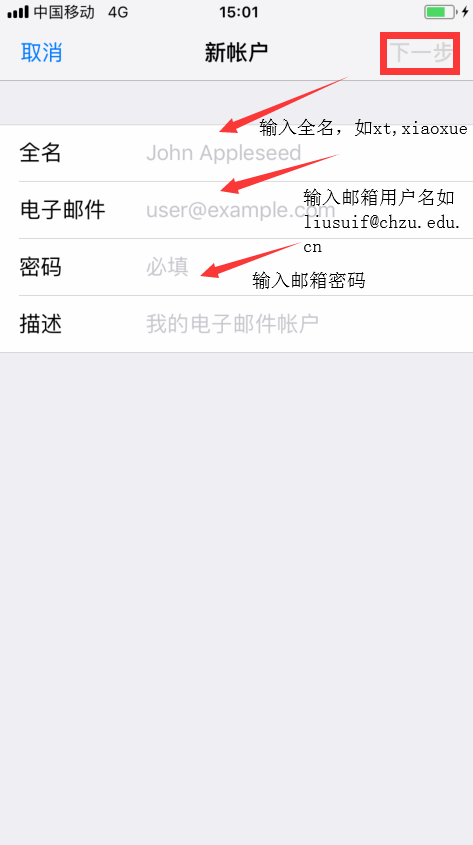 中国移动 4G 15:01
取消 新帐户 下一步
输入全名，如xt,xiaoxue
全名 John Appleseed
输入邮箱用户名如
电子邮件 user@example.com
liusuif@chzu.edu.
cn
密码 必填
输入邮箱密码
描述 我的电子邮件帐户